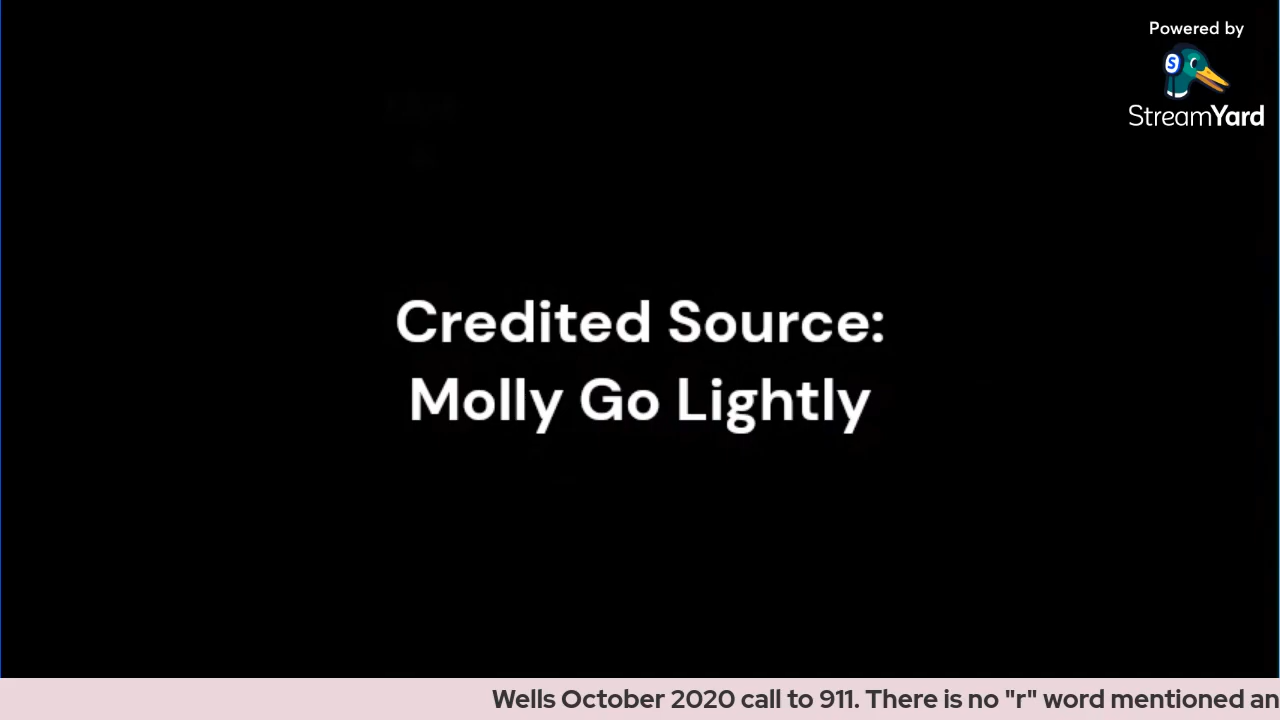 Powered by
S
StreamYard
Credited Source:
Molly Go Lightly
Wells October 2020 call to 911. There is no "r" word mentioned an